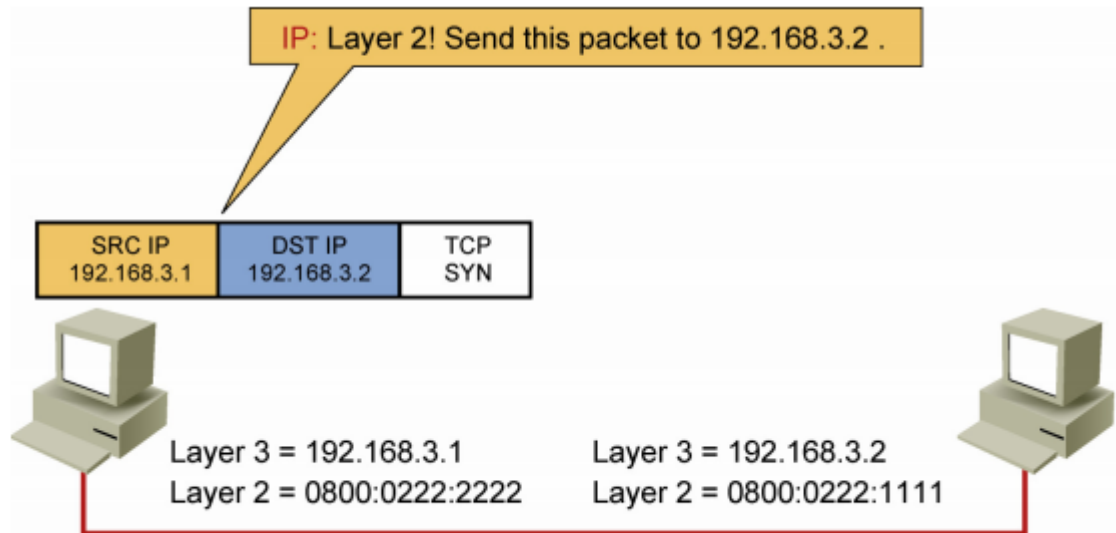 IP: Layer 2! Send this packet to 192.168.3.2 .
SRC IP
192.168.3.1
DST IP
192.168.3.2
TCP
SYN
Layer 3 = 192.168.3.1
Layer 2 = 0800:0222:2222
Layer 3 = 192.168.3.2
Layer 2 = 0800:0222:1111